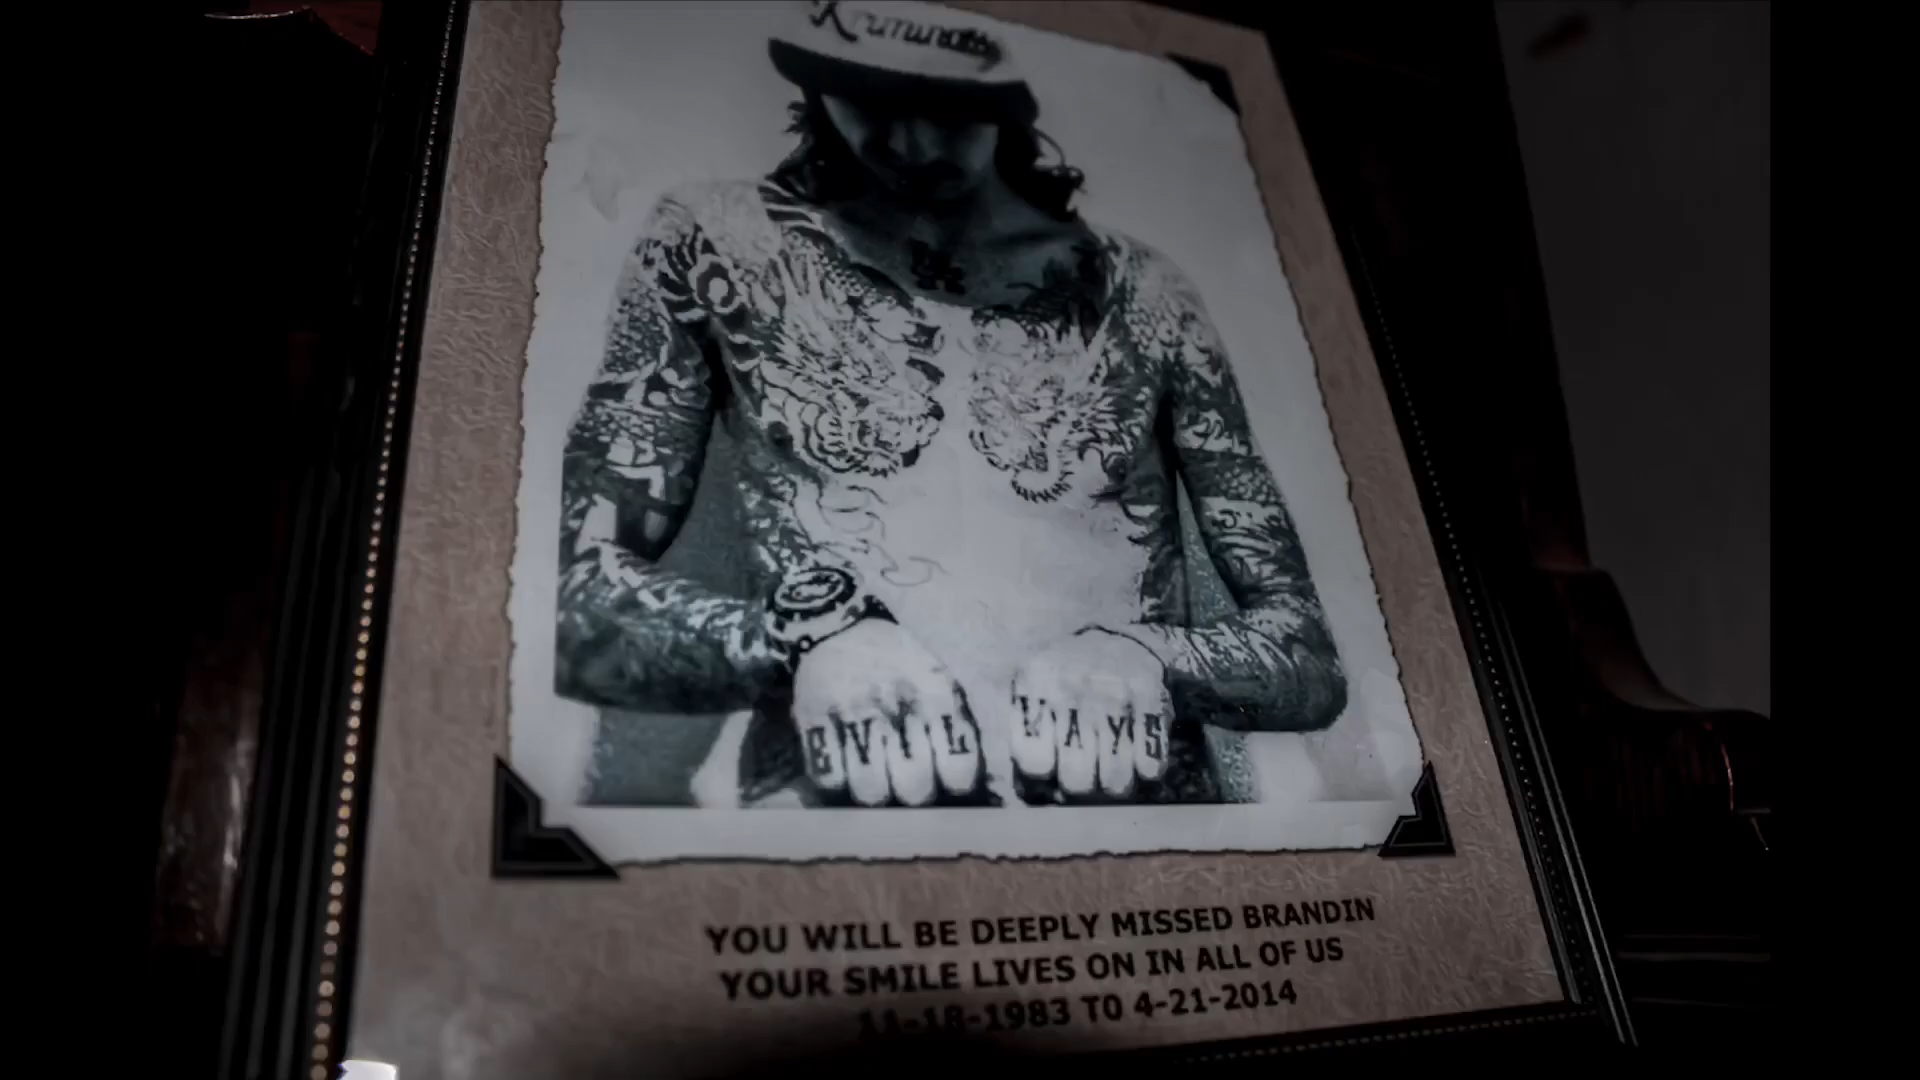 EVIL WAYS
YOU WILL BE DEEPLY MISSED BRANDIN
YOUR SMILE LIVES ON IN ALL OF US
11-18-1983 TO 4-21-2014